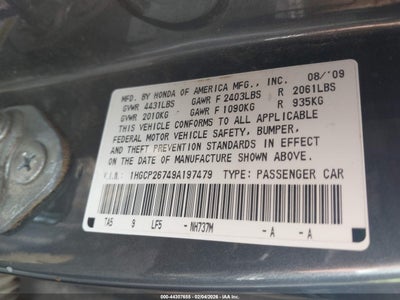 MFD. BY HONDA OF AMERICA MFG., INC. 08/'09
GVWR 4431LBS GAWR F 2403LBS R 2061LBS
GVWR 2010KG GAWR F 1090KG R 935KG
THIS VEHICLE CONFORMS TO ALL APPLICABLE
FEDERAL MOTOR VEHICLE SAFETY, BUMPER,
AND THEFT PREVENTION STANDARDS IN EFFECT
ON THE DATE OF MANUFACTURE SHOWN ABOVE.
V.I.N.: 1HGCP26749A197479 TYPE: PASSENGER CAR
TA5 9 LF5 - NH737M -A -A
IAA 000-44307655 - 02/04/2026 - IAAI.COM